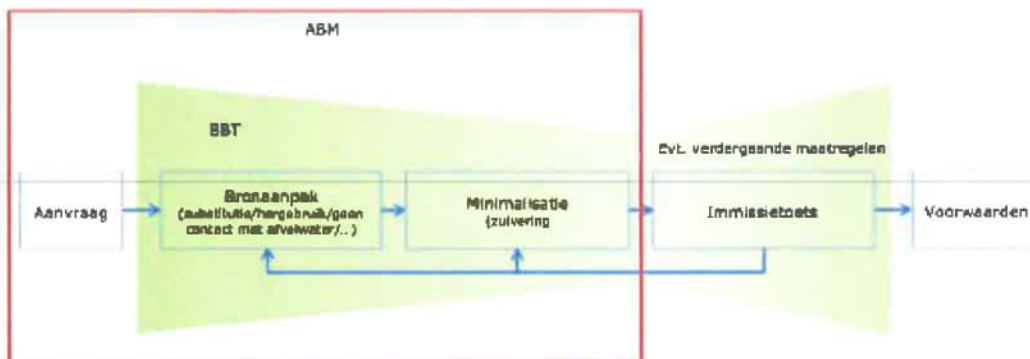 ABM
BBT
Evt. verdergaande maatregelen
Aanvraag
Bronaanpak
(substitutie/hergebruik/geen
contact met afvalwater/..)
Minimalisatie
(zuivering
Immissietoets
Voorwaarden